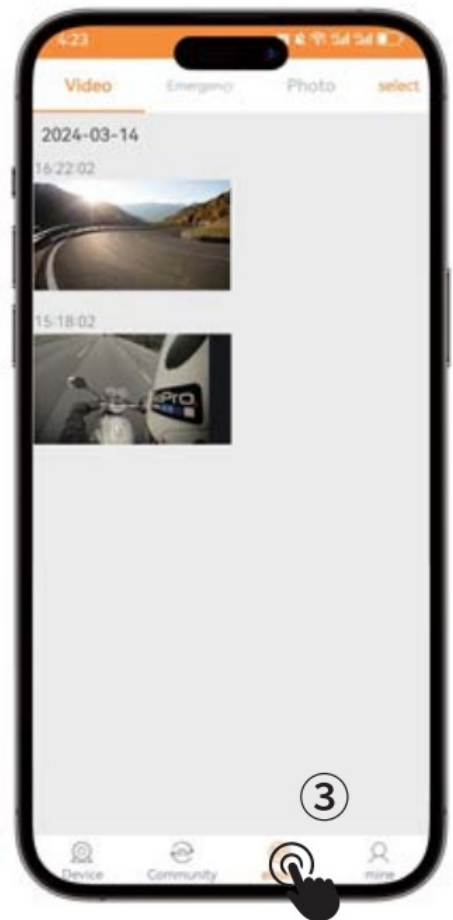 4:23
Video Emergency Photo select
2024-03-14
16:22:02
15:18:02
ePro
③
Device Community mine